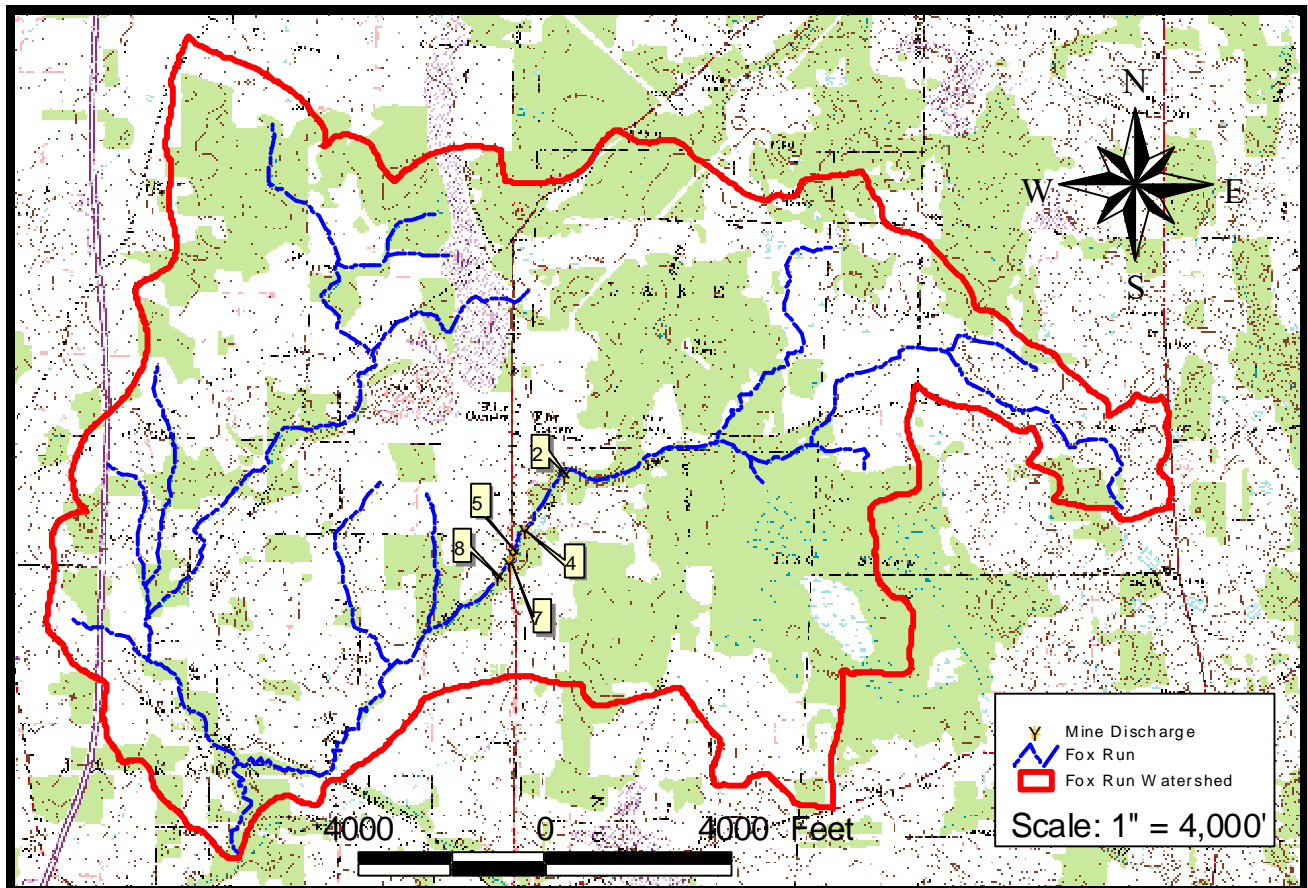 N
W E
S
2
5
8
4
7
Mine Discharge
Fox Run
Fox Run Watershed
Scale: 1" = 4,000'
4000 0 4000 Feet